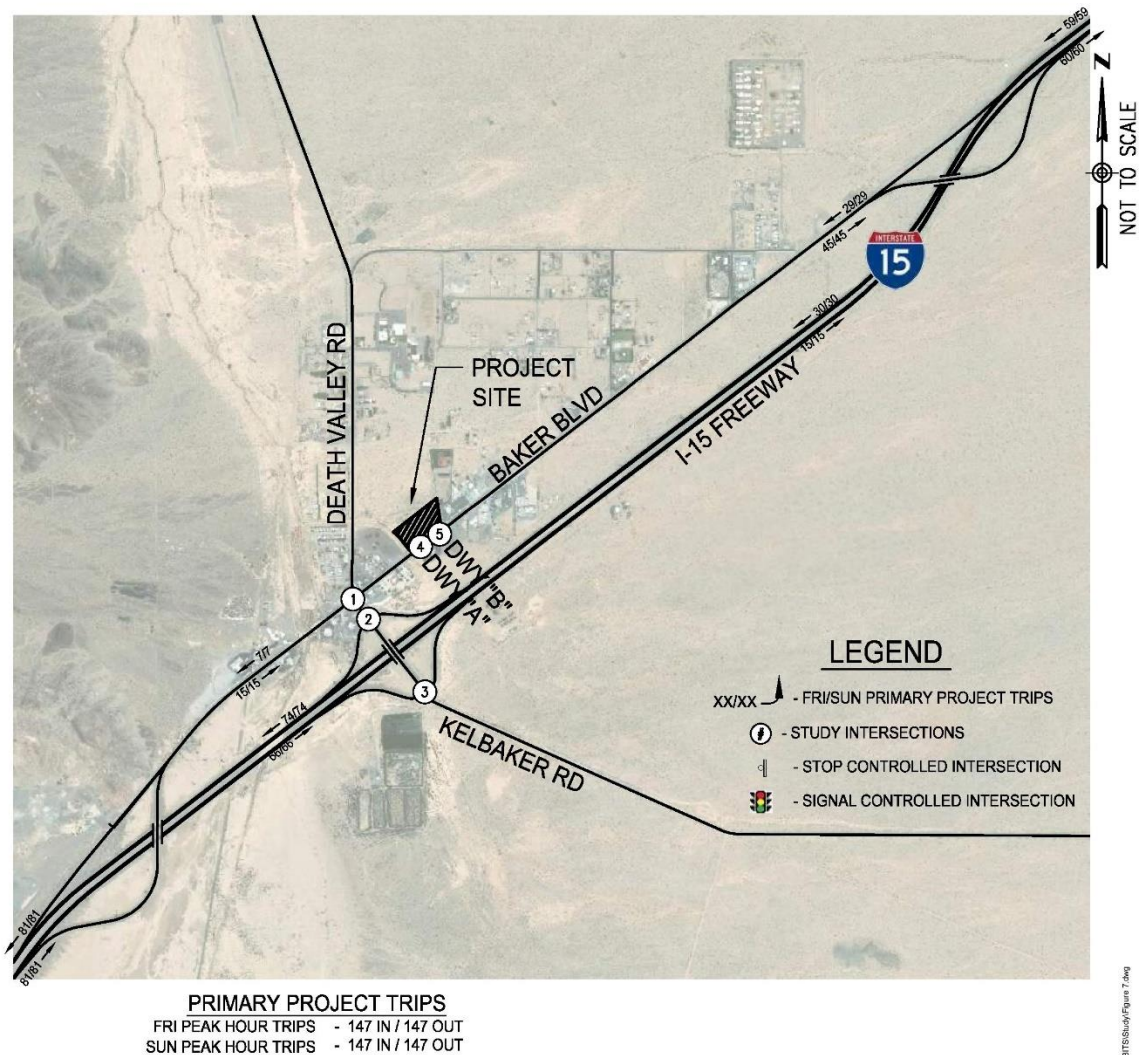 59/59
60/60
N
NOT TO SCALE
29/29
45/45
INTERSTATE
15
30/30
15/15
DEATH VALLEY RD
PROJECT
SITE
BAKER BLVD
I-15 FREEWAY
5
4
DWY "B"
DWY "A"
1
2
3
7/7
15/15
74/74
66/66
KELBAKER RD
LEGEND
XX/XX - FRI/SUN PRIMARY PROJECT TRIPS
# - STUDY INTERSECTIONS
- STOP CONTROLLED INTERSECTION
- SIGNAL CONTROLLED INTERSECTION
81/81
81/81
PRIMARY PROJECT TRIPS
FRI PEAK HOUR TRIPS - 147 IN / 147 OUT
SUN PEAK HOUR TRIPS - 147 IN / 147 OUT
Figure 7.dwg